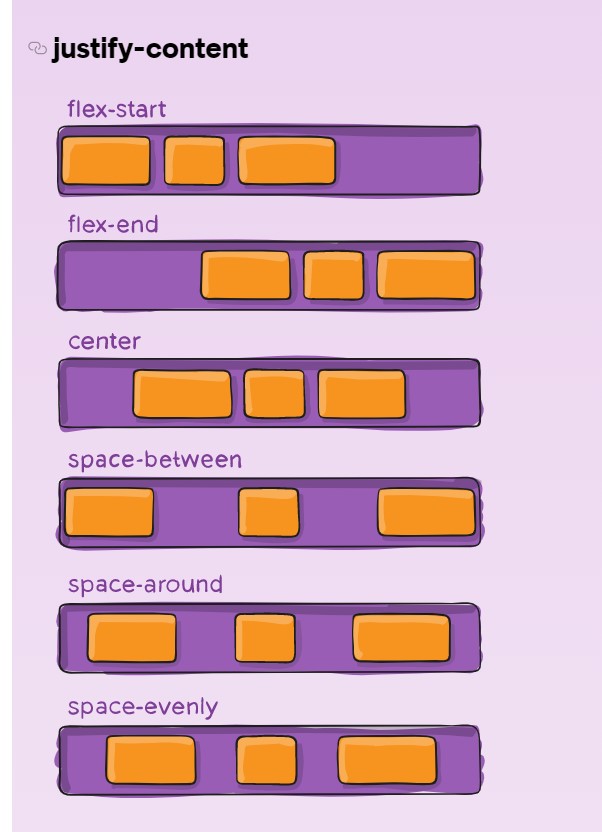 justify-content
flex-start
flex-end
center
space-between
space-around
space-evenly